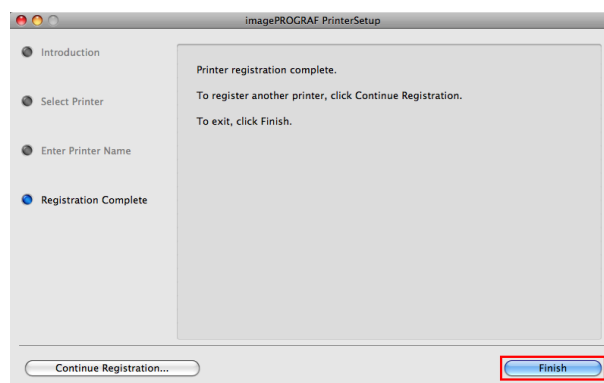 imagePROGRAF PrinterSetup
Introduction
Select Printer
Enter Printer Name
Registration Complete
Printer registration complete.
To register another printer, click Continue Registration.
To exit, click Finish.
Continue Registration...
Finish